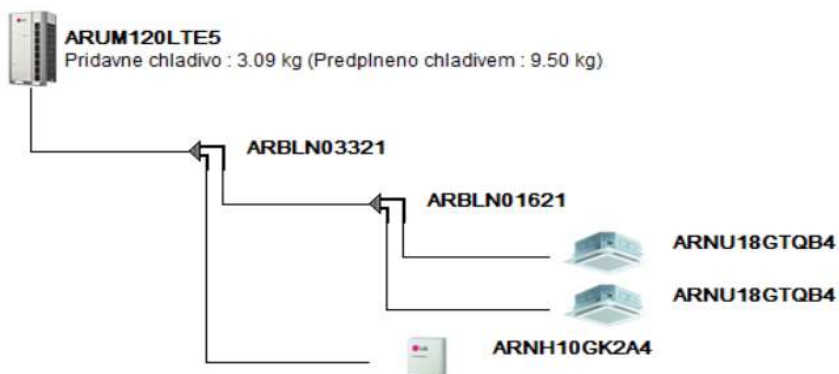 ARUM120LTE5
Pridavne chladivo : 3.09 kg (Predplneno chladivem : 9.50 kg)
ARBLN03321
ARBLN01621
ARNU18GTQB4
ARNU18GTQB4
ARNH10GK2A4